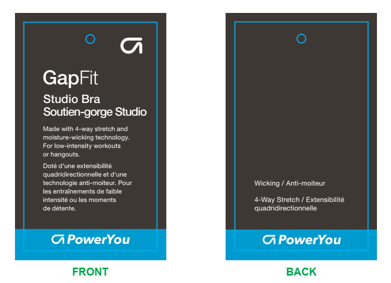 GapFit
Studio Bra
Soutien-gorge Studio
Made with 4-way stretch and
moisture-wicking technology.
For low-intensity workouts
or hangouts.
Doté d'une extensibilité
quadridirectionnelle et d'une
technologie anti-moiteur. Pour
les entraînements de faible
intensité ou les moments
de détente.
PowerYou
FRONT
Wicking / Anti-moiteur
4-Way Stretch / Extensibilité
quadridirectionnelle
PowerYou
BACK